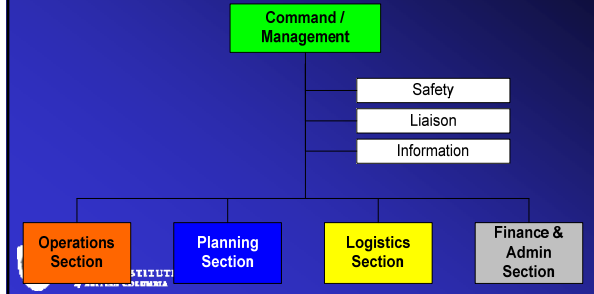 Command /
Management
Safety
Liaison
Information
Operations
Section
Planning
Section
Logistics
Section
Finance &
Admin
Section